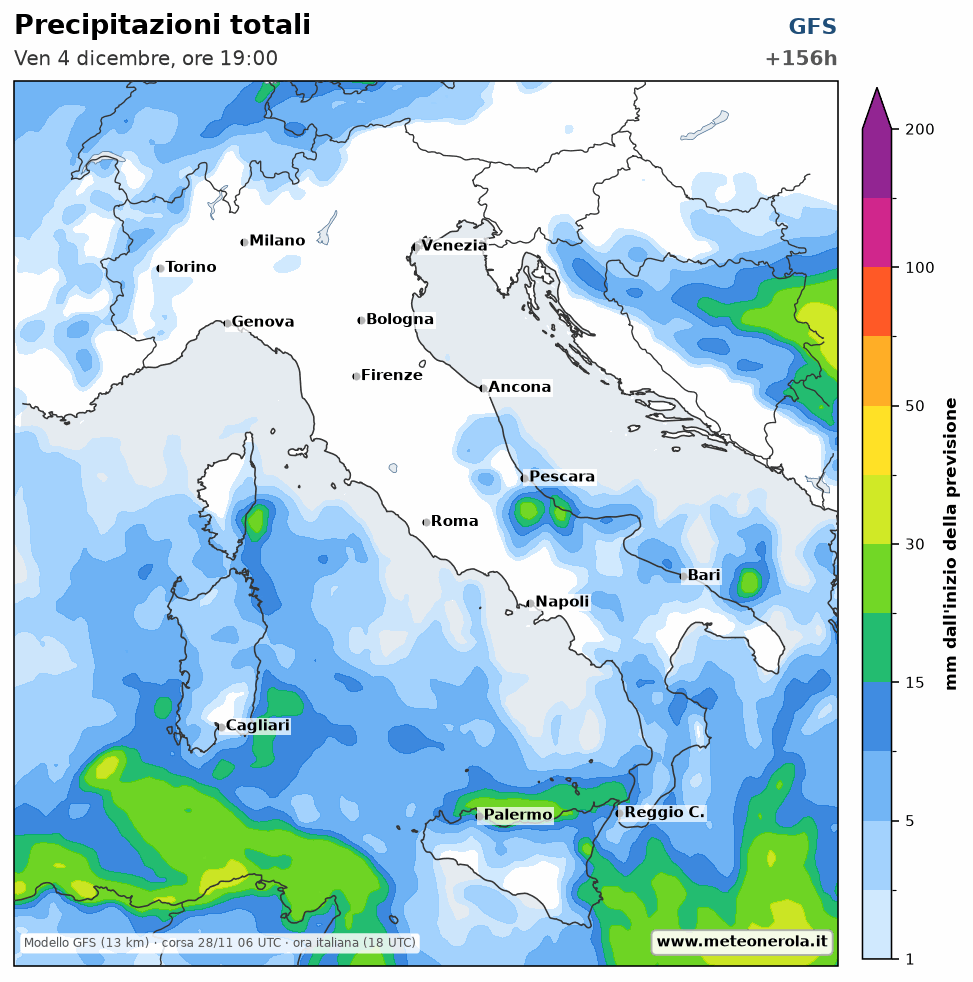 Precipitazioni totali
GFS
Ven 4 dicembre, ore 19:00
+156h
200
100
50
30
15
5
1
mm dall'inizio della previsione
Milano
Venezia
Torino
Genova
Bologna
Firenze
Ancona
Pescara
Roma
Bari
Napoli
Cagliari
Palermo
Reggio C.
Modello GFS (13 km) · corsa 28/11 06 UTC · ora italiana (18 UTC)
www.meteonerola.it